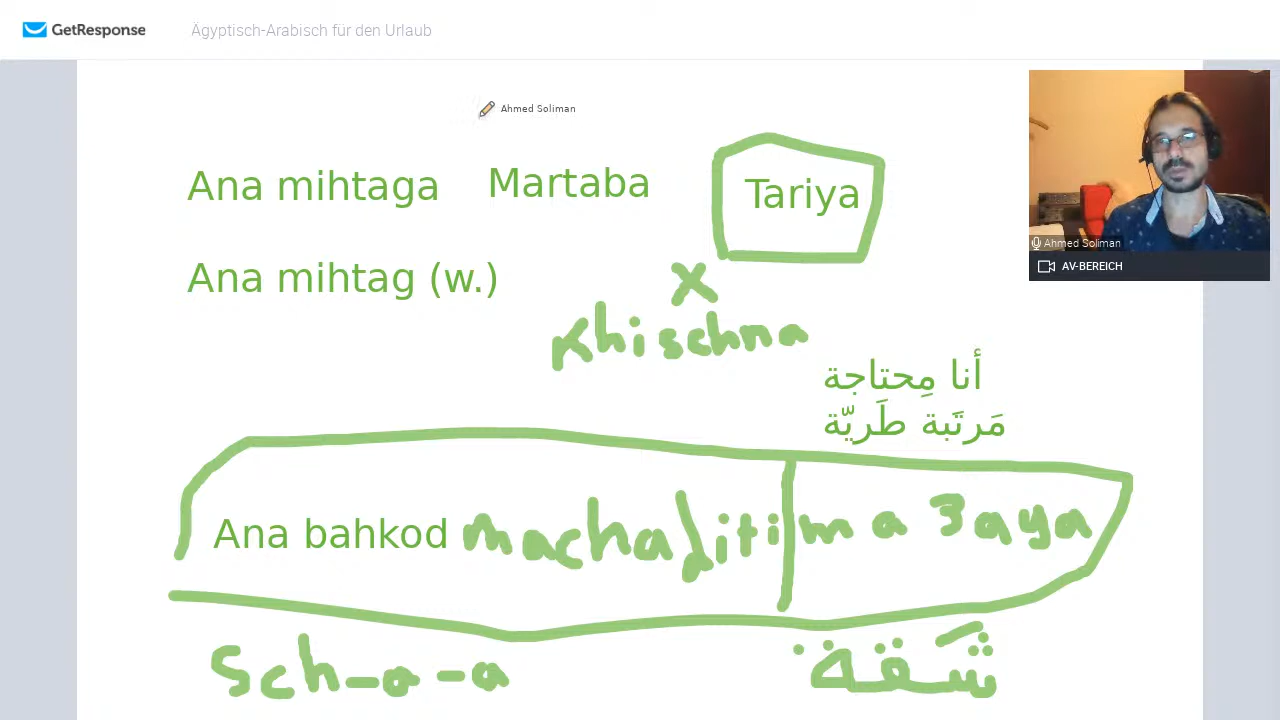 GetResponse Ägyptisch-Arabisch für den Urlaub
Ahmed Soliman
Ana mihtaga Martaba Tariya
Ana mihtag (w.)
x
Khischna
Ahmed Soliman
AV-BEREICH
أنا مِحتاجة
مَرتَبة طَريّة
Ana bahkod machaditi m a 3aya
Sch-a-a
شَقة